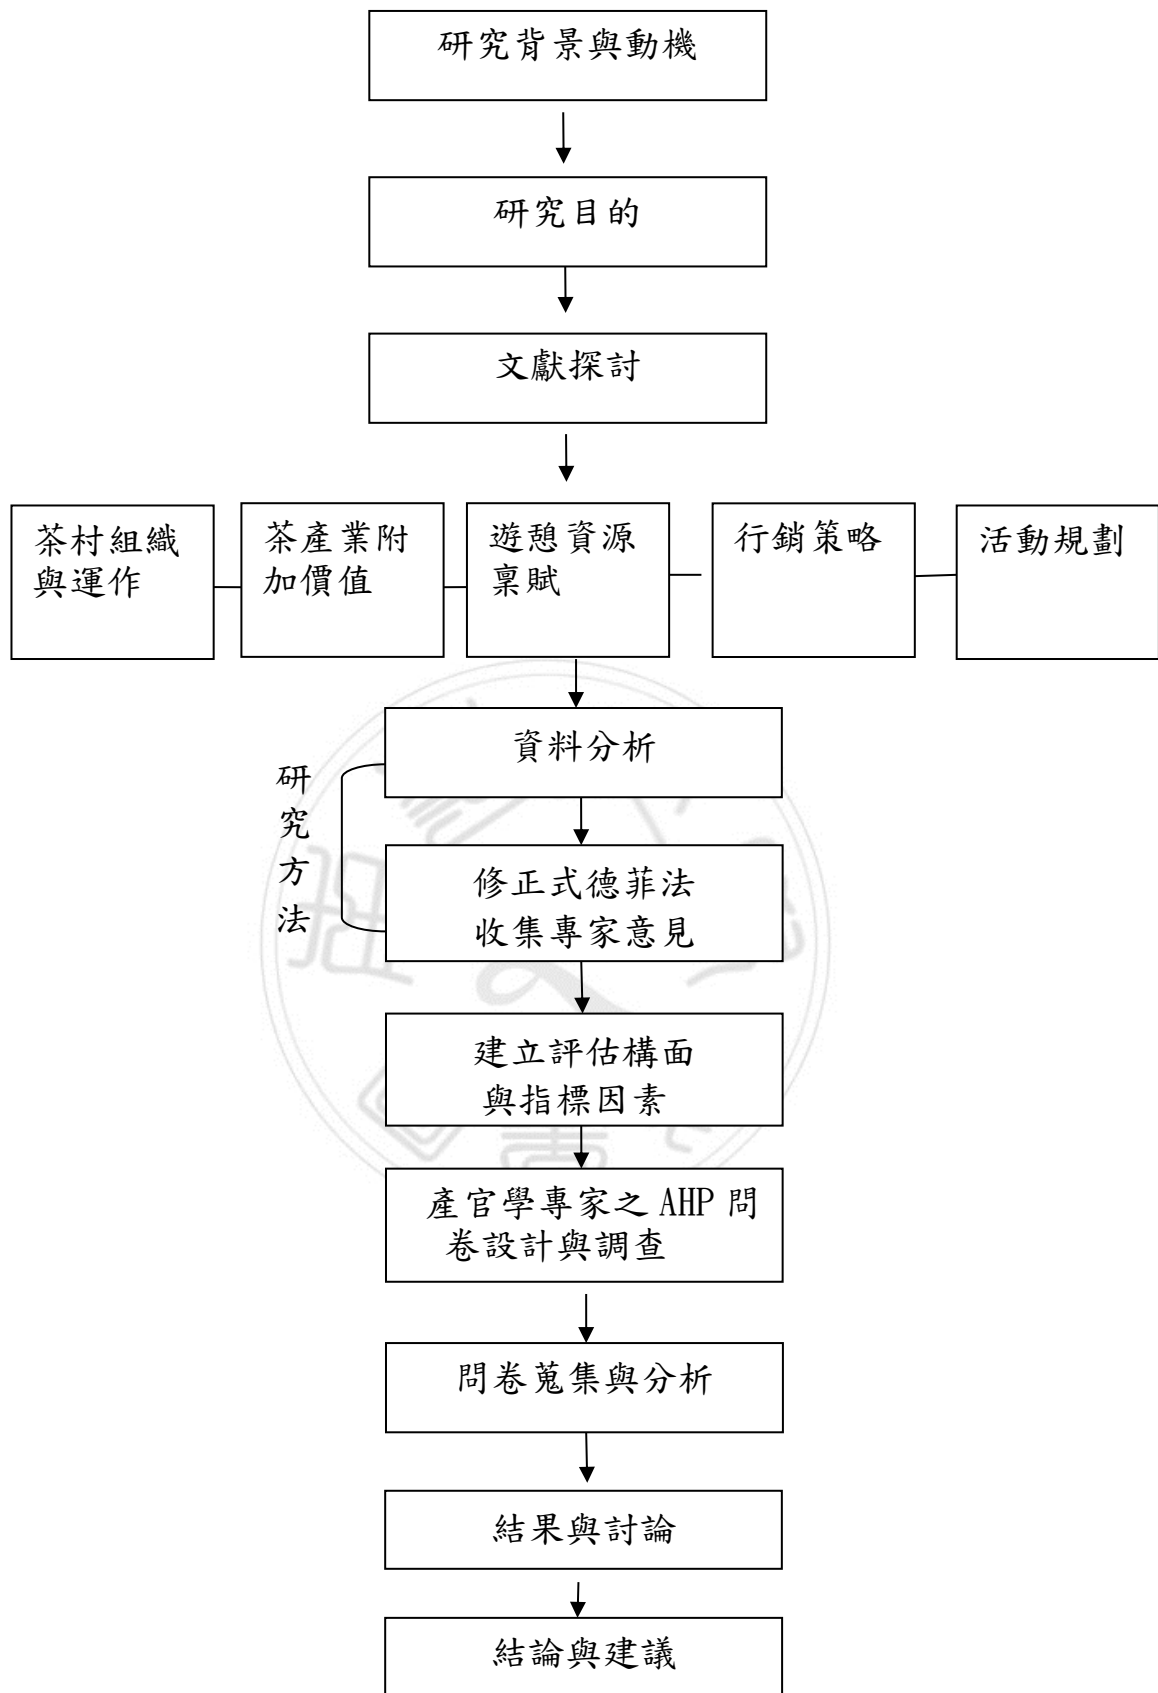 研究背景與動機
研究目的
文獻探討
茶村組織
與運作
茶產業附
加價值
遊憩資源
稟賦
行銷策略
活動規劃
資料分析
研究方法
修正式德菲法
收集專家意見
建立評估構面
與指標因素
產官學專家之 AHP 問
卷設計與調查
問卷蒐集與分析
結果與討論
結論與建議